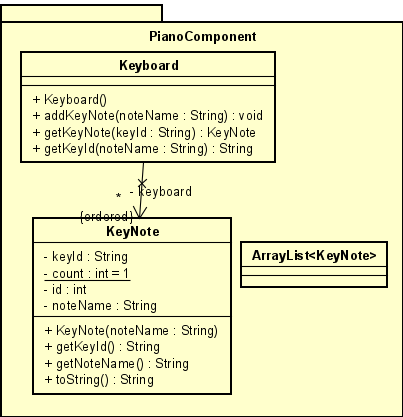 PianoComponent
Keyboard
+ Keyboard()
+ addKeyNote(noteName : String) : void
+ getKeyNote(keyId : String) : KeyNote
+ getKeyId(noteName : String) : String
* - keyboard
{ordered}
KeyNote
- keyId : String
- count : int = 1
- id : int
- noteName : String
+ KeyNote(noteName : String)
+ getKeyId() : String
+ getNoteName() : String
+ toString() : String
ArrayList<KeyNote>